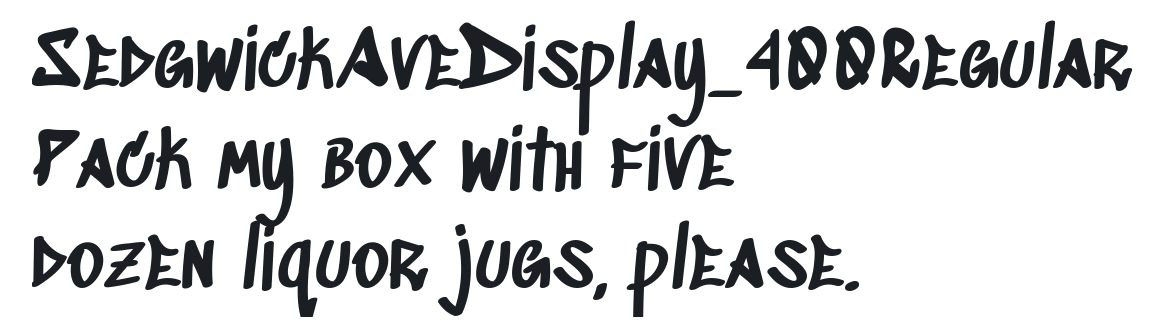 SedgwickAveDisplay_400Regular
Pack my box with five
dozen liquor jugs, please.